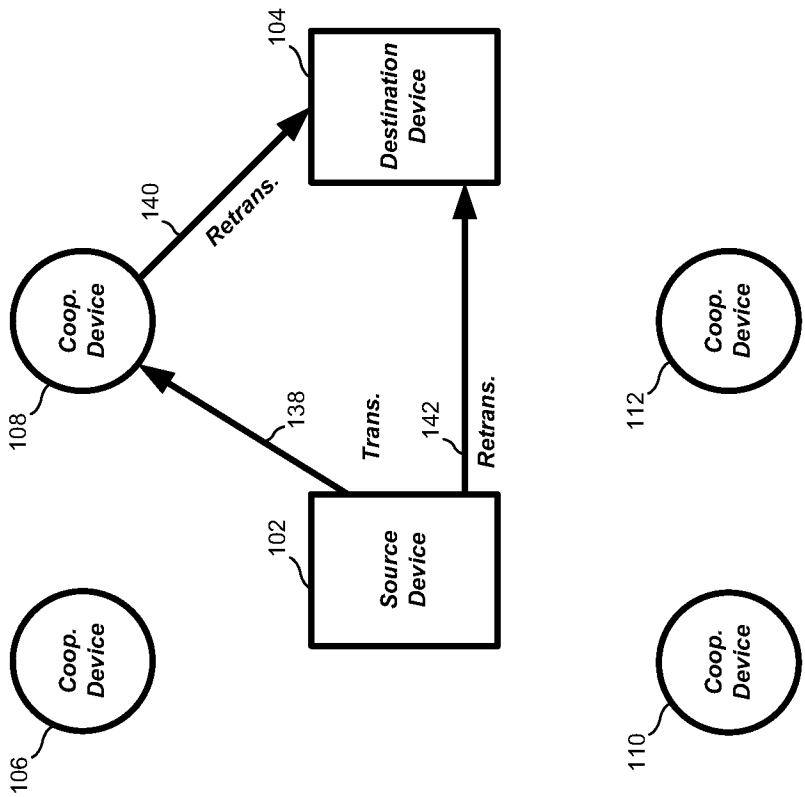 106
108
Coop.
Device
Coop.
Device
140
Retrans.
138
102
104
Trans.
Source
Device
Destination
Device
142
Retrans.
110
112
Coop.
Device
Coop.
Device